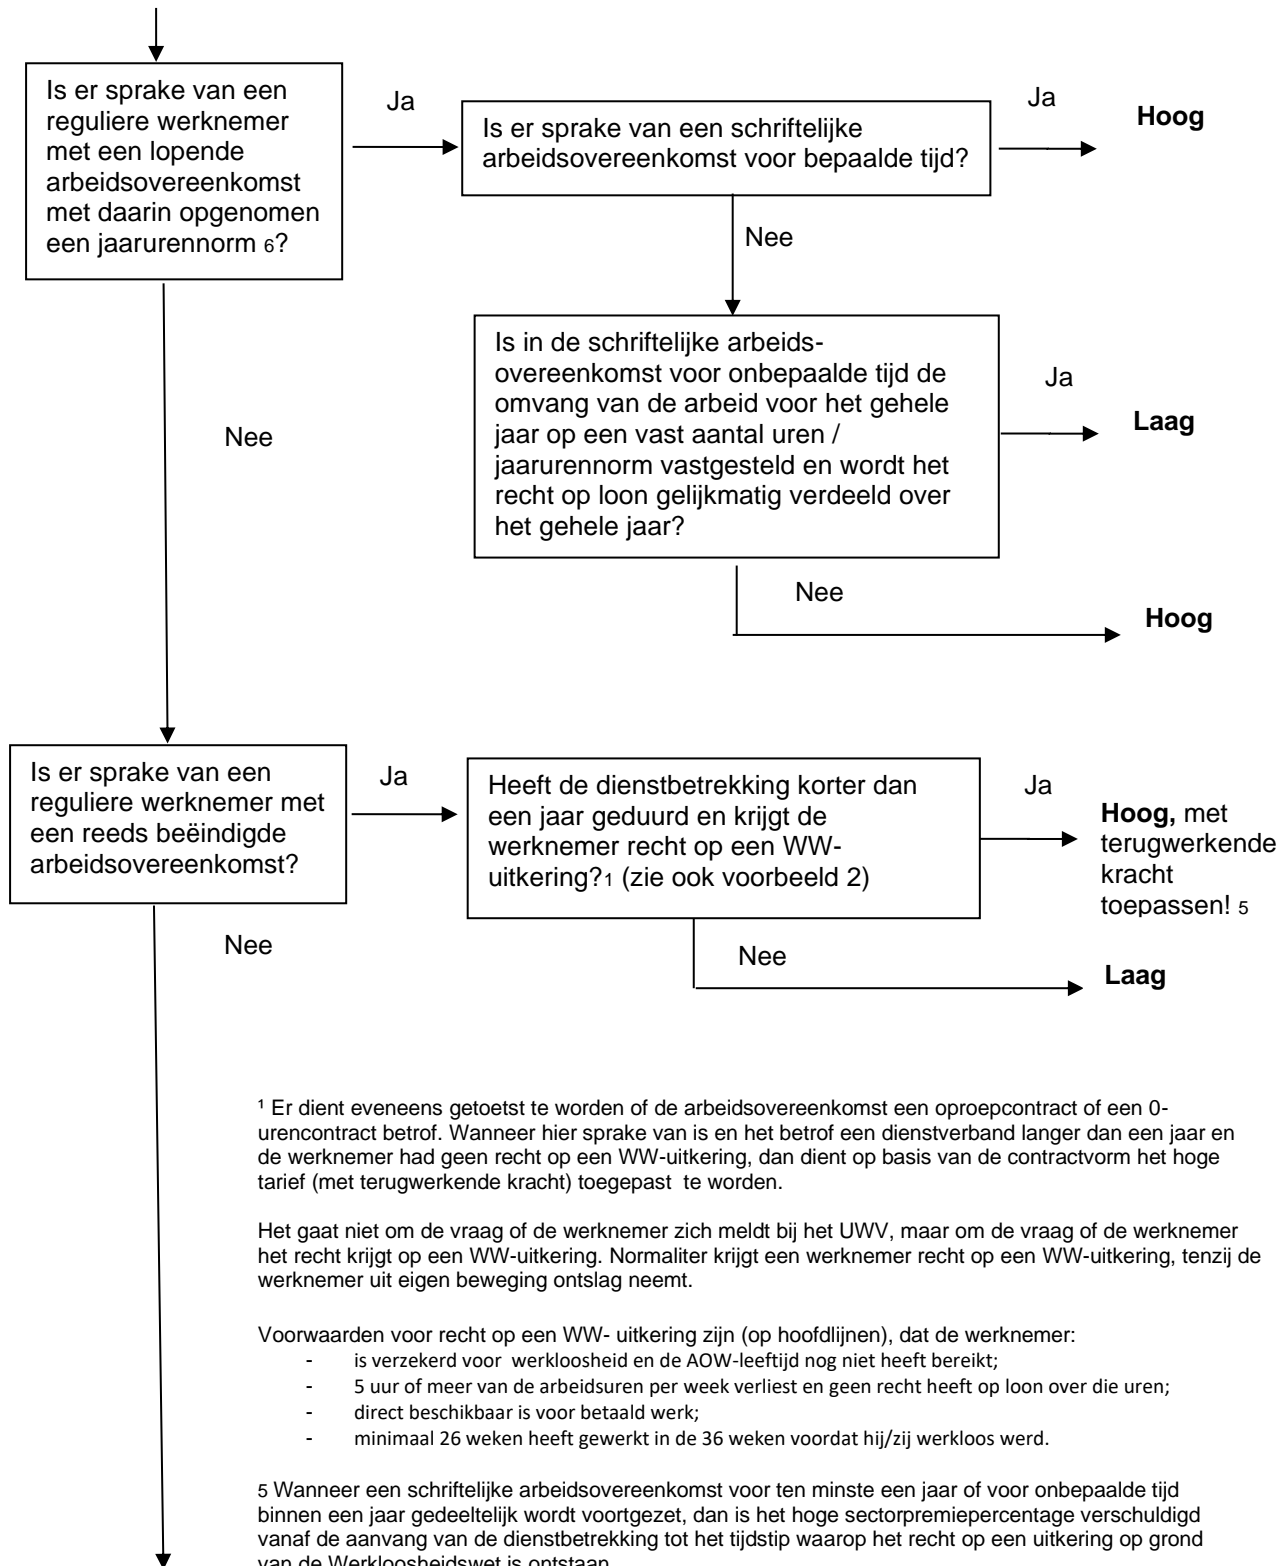 Is er sprake van een
reguliere werknemer
met een lopende
arbeidsovereenkomst
met daarin opgenomen
een jaarurennorm 6?
Ja
Is er sprake van een schriftelijke
arbeidsovereenkomst voor bepaalde tijd?
Ja
Hoog
Nee
Is in de schriftelijke arbeids-
overeenkomst voor onbepaalde tijd de
omvang van de arbeid voor het gehele
jaar op een vast aantal uren /
jaarurennorm vastgesteld en wordt het
recht op loon gelijkmatig verdeeld over
het gehele jaar?
Ja
Laag
Nee
Nee
Hoog
Is er sprake van een
reguliere werknemer met
een reeds beëindigde
arbeidsovereenkomst?
Ja
Heeft de dienstbetrekking korter dan
een jaar geduurd en krijgt de
werknemer recht op een WW-
uitkering?1 (zie ook voorbeeld 2)
Ja
Hoog, met
terugwerkende
kracht
toepassen! 5
Nee
Nee
Laag
¹ Er dient eveneens getoetst te worden of de arbeidsovereenkomst een oproepcontract of een 0-
urencontract betrof. Wanneer hier sprake van is en het betrof een dienstverband langer dan een jaar en
de werknemer had geen recht op een WW-uitkering, dan dient op basis van de contractvorm het hoge
tarief (met terugwerkende kracht) toegepast  te worden.
Het gaat niet om de vraag of de werknemer zich meldt bij het UWV, maar om de vraag of de werknemer
het recht krijgt op een WW-uitkering. Normaliter krijgt een werknemer recht op een WW-uitkering, tenzij de
werknemer uit eigen beweging ontslag neemt.
Voorwaarden voor recht op een WW- uitkering zijn (op hoofdlijnen), dat de werknemer:
- is verzekerd voor  werkloosheid en de AOW-leeftijd nog niet heeft bereikt;
- 5 uur of meer van de arbeidsuren per week verliest en geen recht heeft op loon over die uren;
- direct beschikbaar is voor betaald werk;
- minimaal 26 weken heeft gewerkt in de 36 weken voordat hij/zij werkloos werd.
5 Wanneer een schriftelijke arbeidsovereenkomst voor ten minste een jaar of voor onbepaalde tijd
binnen een jaar gedeeltelijk wordt voortgezet, dan is het hoge sectorpremiepercentage verschuldigd
vanaf de aanvang van de dienstbetrekking tot het tijdstip waarop het recht op een uitkering op grond
van de Werkloosheidswet is ontstaan